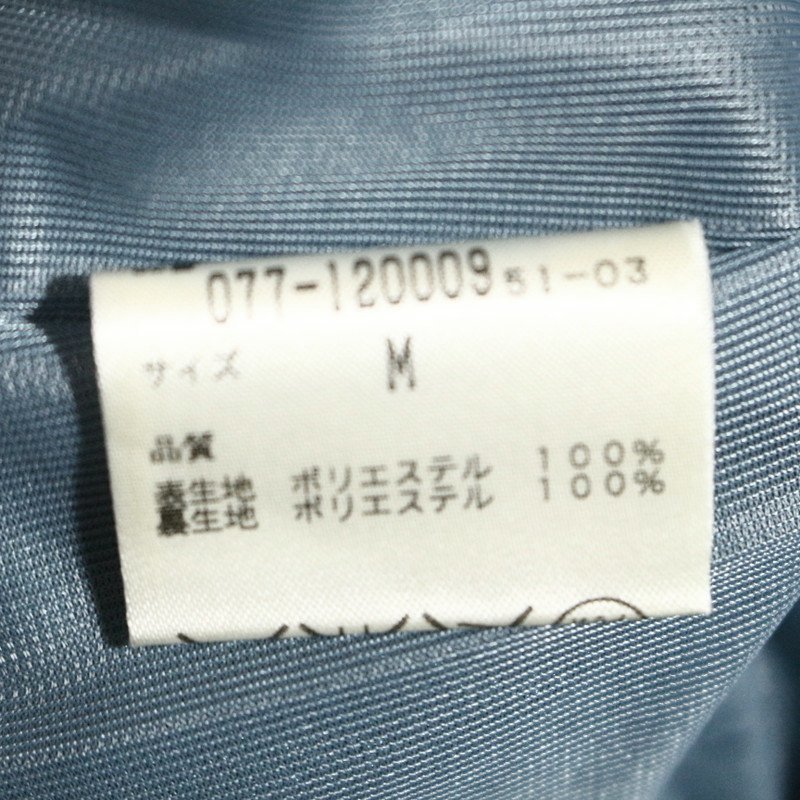 077-120009 51-03
サイズ M
品質
表生地 ポリエステル 100%
裏生地 ポリエステル 100%